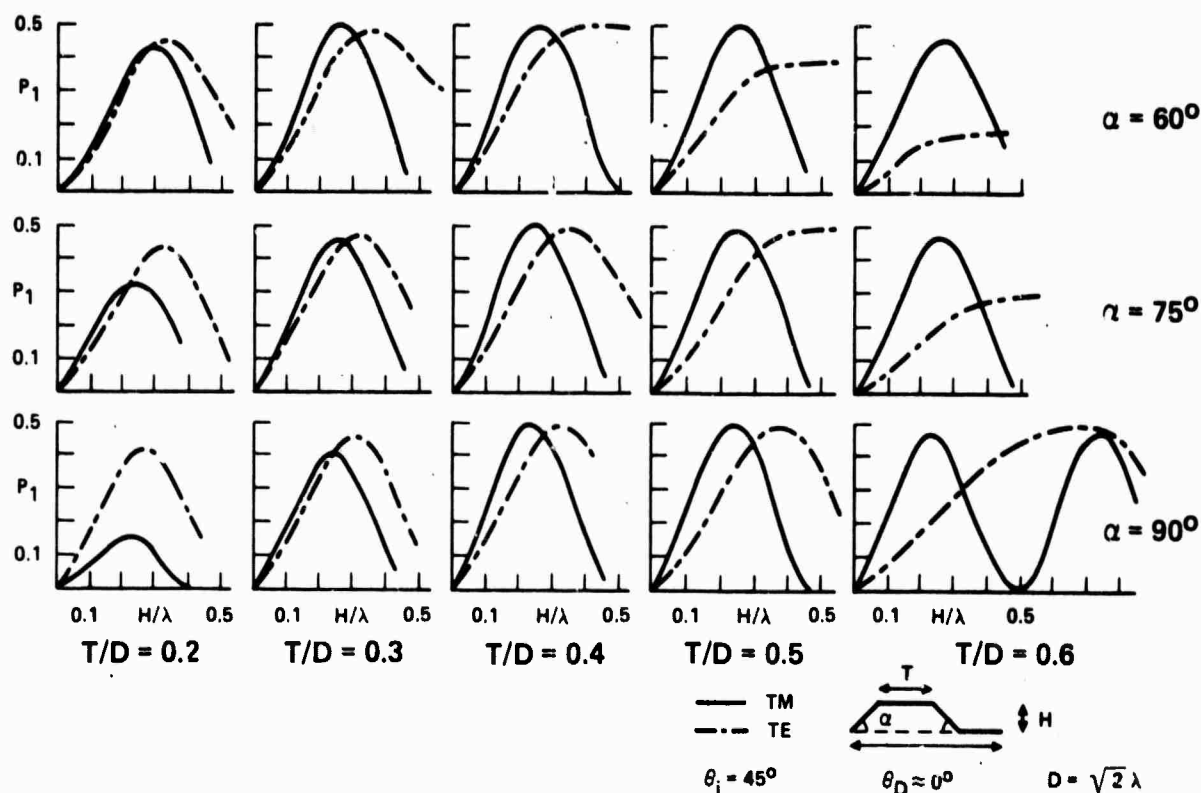 0.5
P1
0.1
α = 60°
0.5
P1
0.1
α = 75°
0.5
P1
0.1
α = 90°
0.1 H/λ 0.5 0.1 H/λ 0.5 0.1 H/λ 0.5 0.1 H/λ 0.5 0.1 H/λ 0.5
T/D = 0.2 T/D = 0.3 T/D = 0.4 T/D = 0.5 T/D = 0.6
TM
TE
T
α
H
θi = 45° θD ≈ 0° D = √2 λ